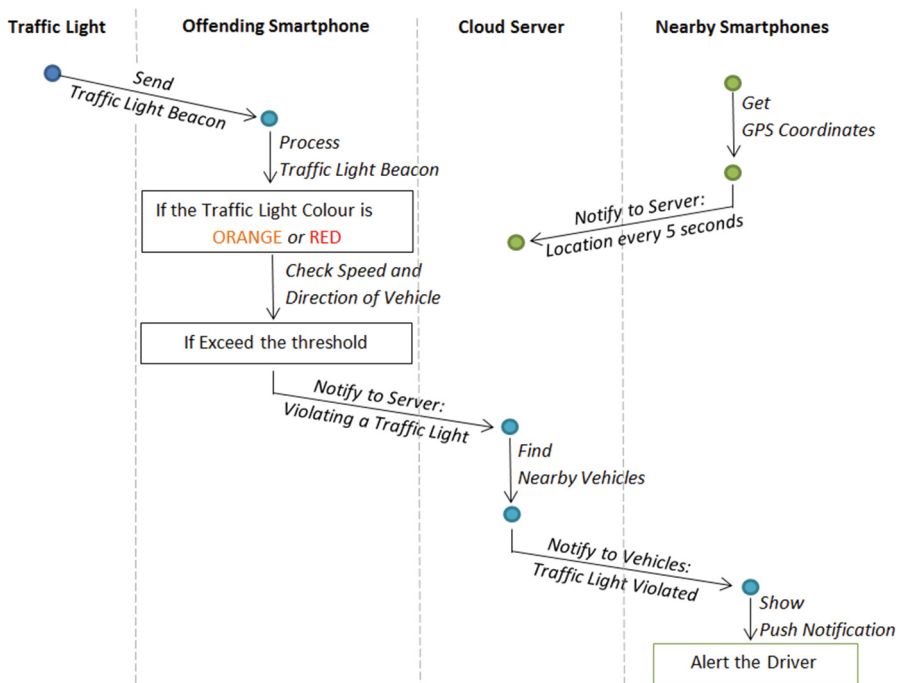 Traffic Light
Offending Smartphone
Cloud Server
Nearby Smartphones
Send
Traffic Light Beacon
Process
Traffic Light Beacon
Get
GPS Coordinates
If the Traffic Light Colour is
ORANGE or RED
Notify to Server:
Location every 5 seconds
Check Speed and
Direction of Vehicle
If Exceed the threshold
Notify to Server:
Violating a Traffic Light
Find
Nearby Vehicles
Notify to Vehicles:
Traffic Light Violated
Show
Push Notification
Alert the Driver